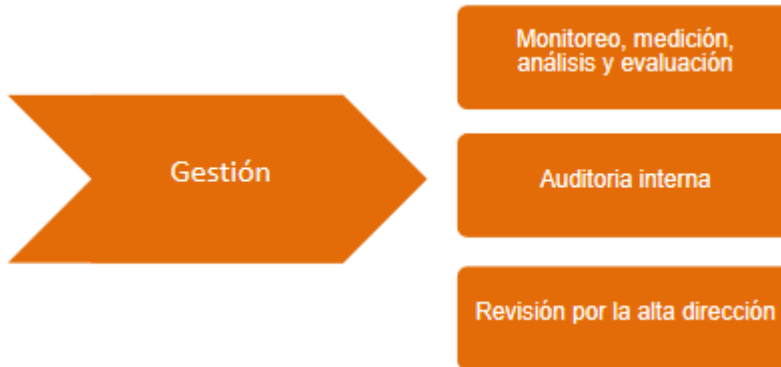 Monitoreo, medición,
análisis y evaluación
Gestión
Auditoria interna
Revisión por la alta dirección